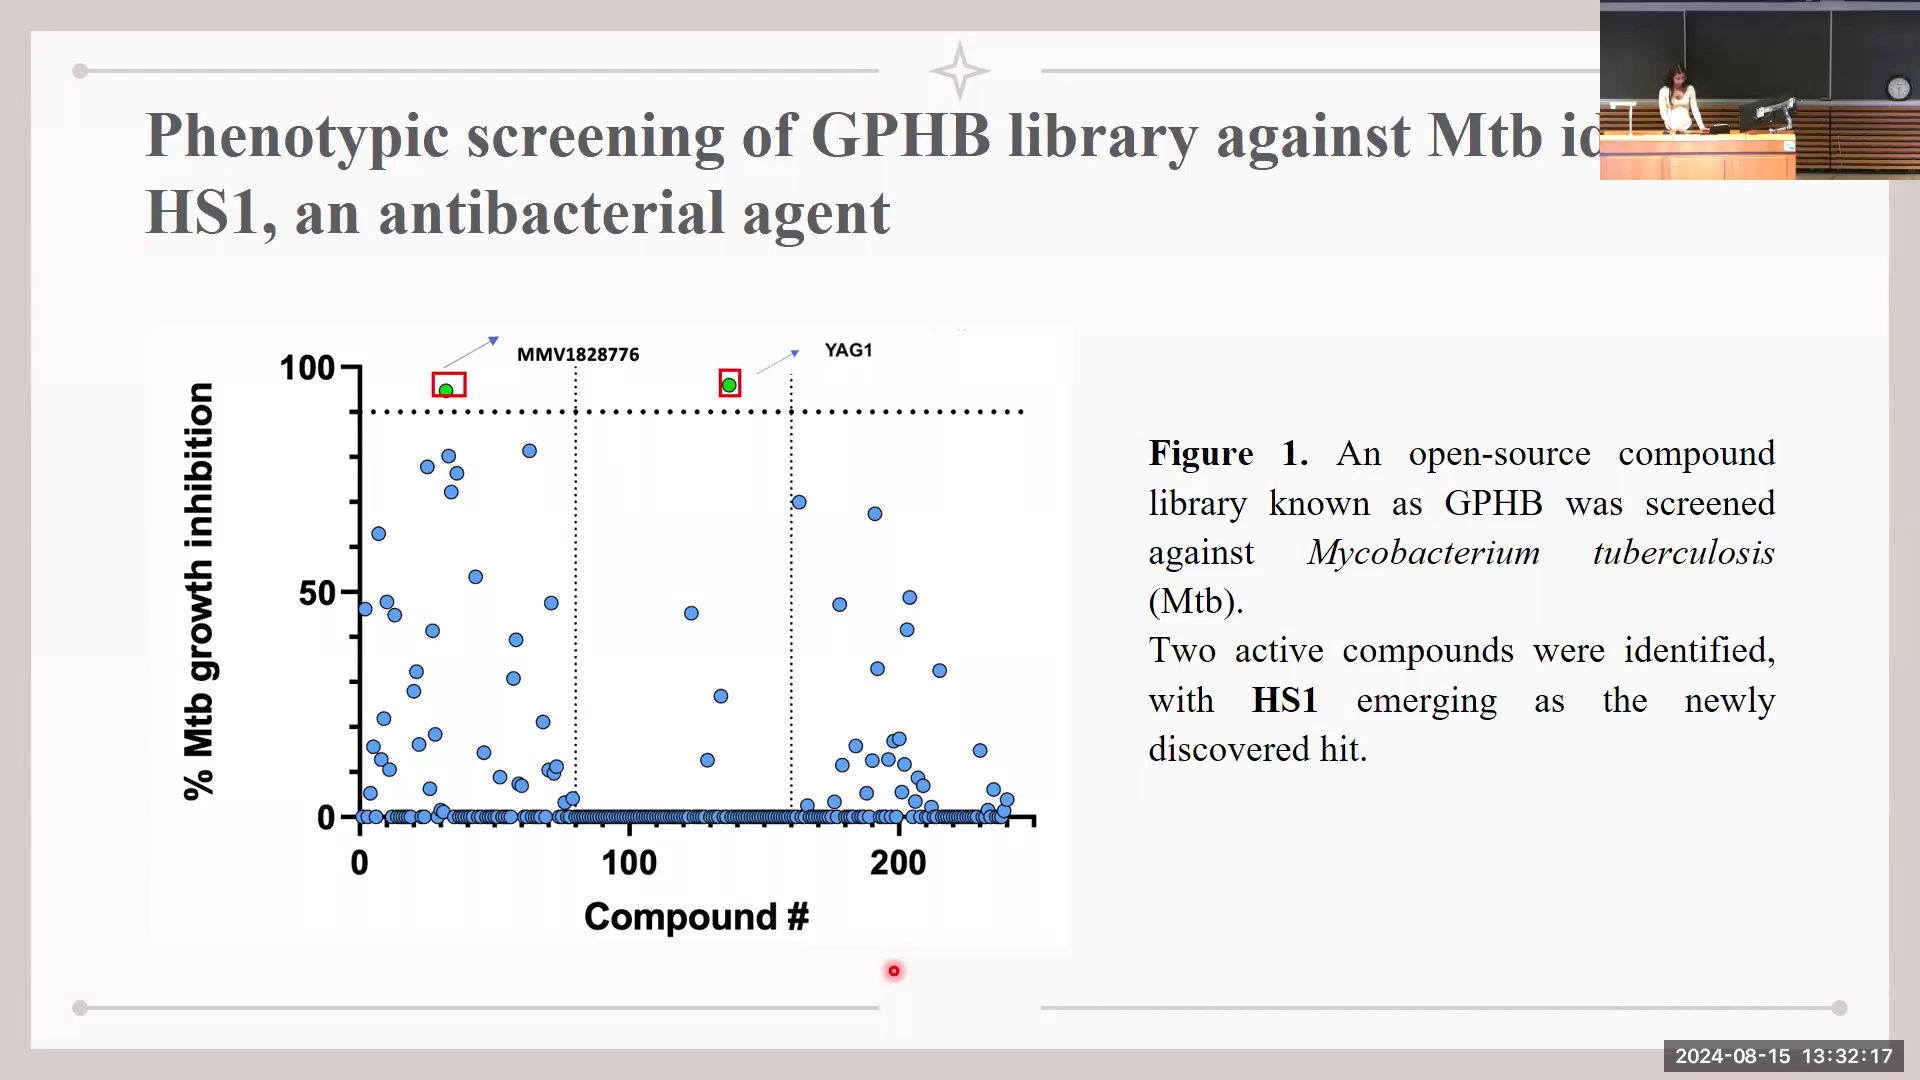 Phenotypic screening of GPHB library against Mtb
HS1, an antibacterial agent
MMV1828776
YAG1
100
50
0
% Mtb growth inhibition
0
100
200
Compound #
Figure 1. An open-source compound
library known as GPHB was screened
against Mycobacterium tuberculosis
(Mtb).
Two active compounds were identified,
with HS1 emerging as the newly
discovered hit.
2024-08-15 13:32:17